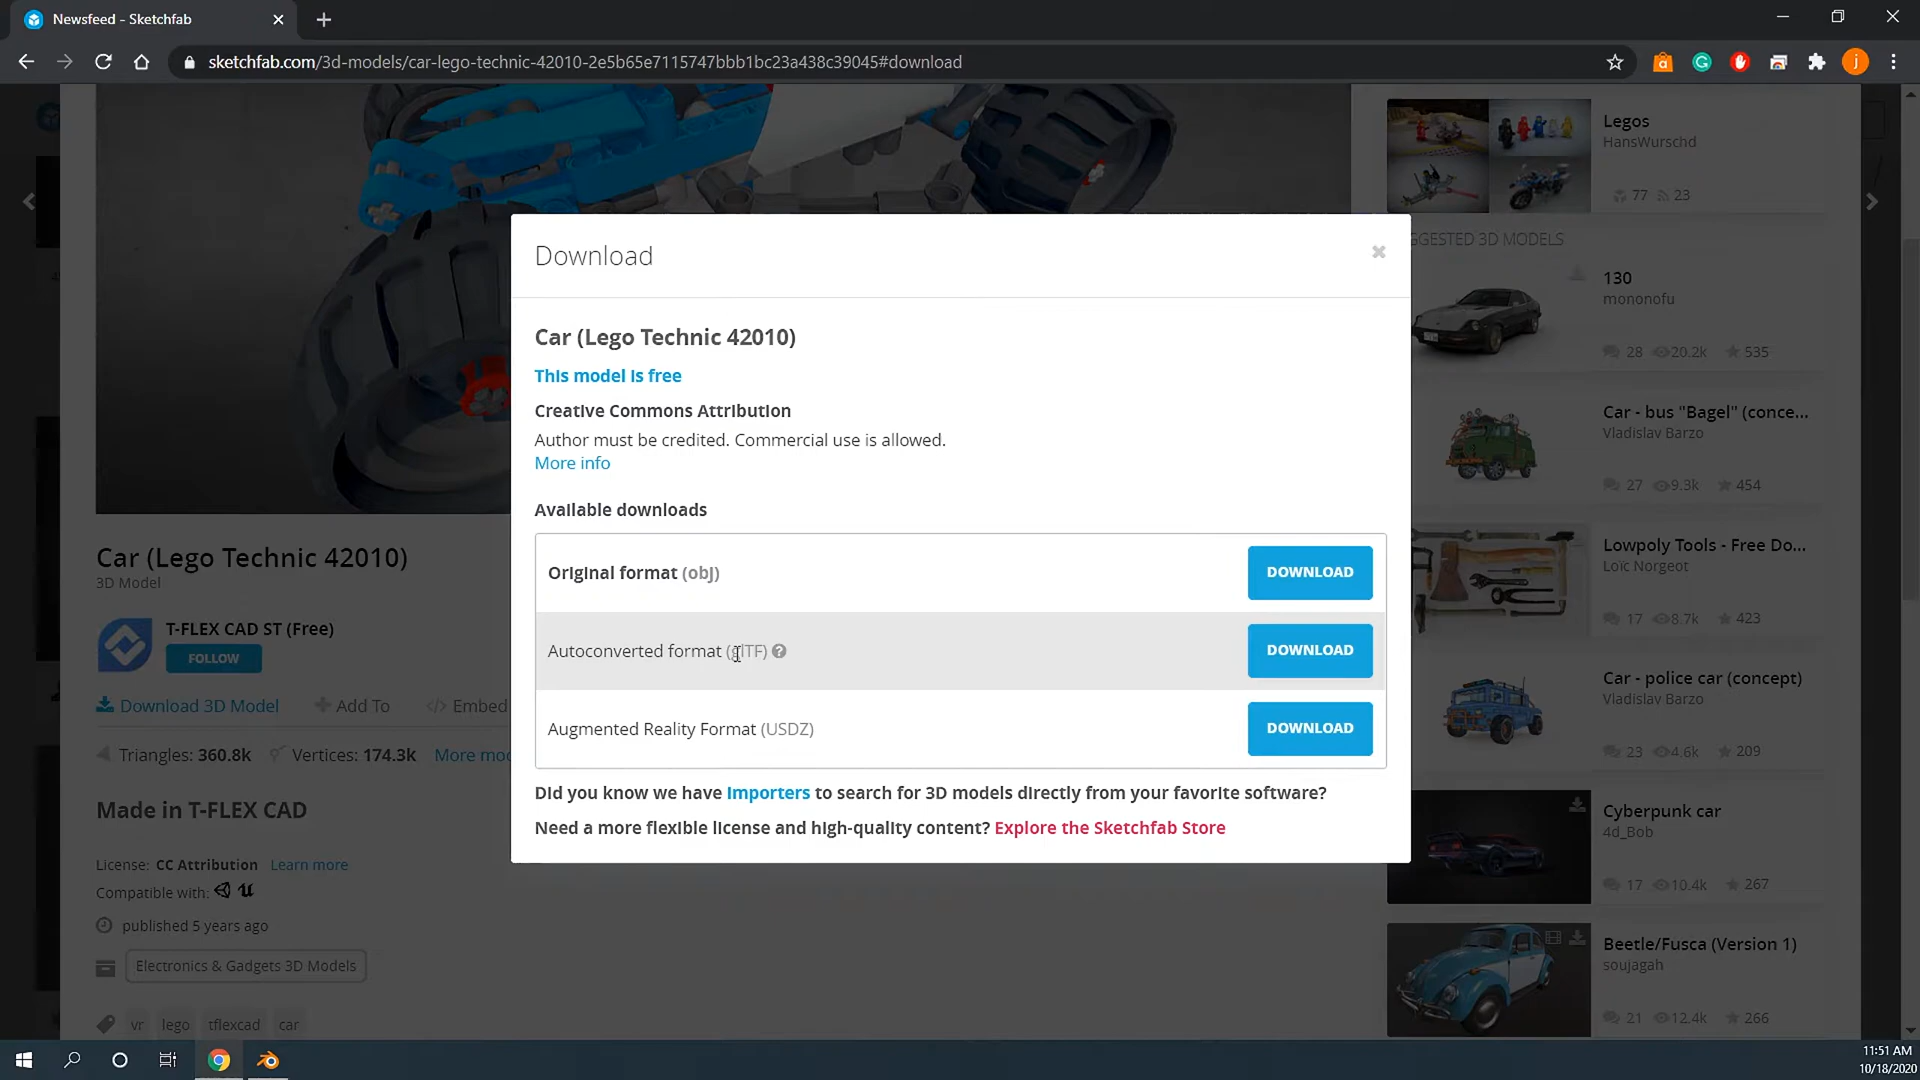 Newsfeed - Sketchfab
sketchfab.com/3d-models/car-lego-technic-42010-2e5b65e7115747bbb1bc23a438c39045#download
j
Download
Car (Lego Technic 42010)
This model is free
Creative Commons Attribution
Author must be credited. Commercial use is allowed.
More info
Available downloads
Original format (obj)
DOWNLOAD
Autoconverted format (glTF)
DOWNLOAD
Augmented Reality Format (USDZ)
DOWNLOAD
Did you know we have Importers to search for 3D models directly from your favorite software?
Need a more flexible license and high-quality content? Explore the Sketchfab Store
Car (Lego Technic 42010)
3D Model
T-FLEX CAD ST (Free)
FOLLOW
Download 3D Model
Add To
Embed
Triangles: 360.8k
Vertices: 174.3k
More mo
Made in T-FLEX CAD
License: CC Attribution Learn more
Compatible with:
published 5 years ago
Electronics & Gadgets 3D Models
vr lego tflexcad car
Legos
HansWurschd
77 23
GGESTED 3D MODELS
130
mononofu
28 20.2k 535
Car - bus "Bagel" (conce...
Vladislav Barzo
27 9.3k 454
Lowpoly Tools - Free Do...
Loïc Norgeot
17 8.7k 423
Car - police car (concept)
Vladislav Barzo
23 4.6k 209
Cyberpunk car
4d_Bob
17 10.4k 267
Beetle/Fusca (Version 1)
soujagah
21 12.4k 266
11:51 AM
10/18/2020